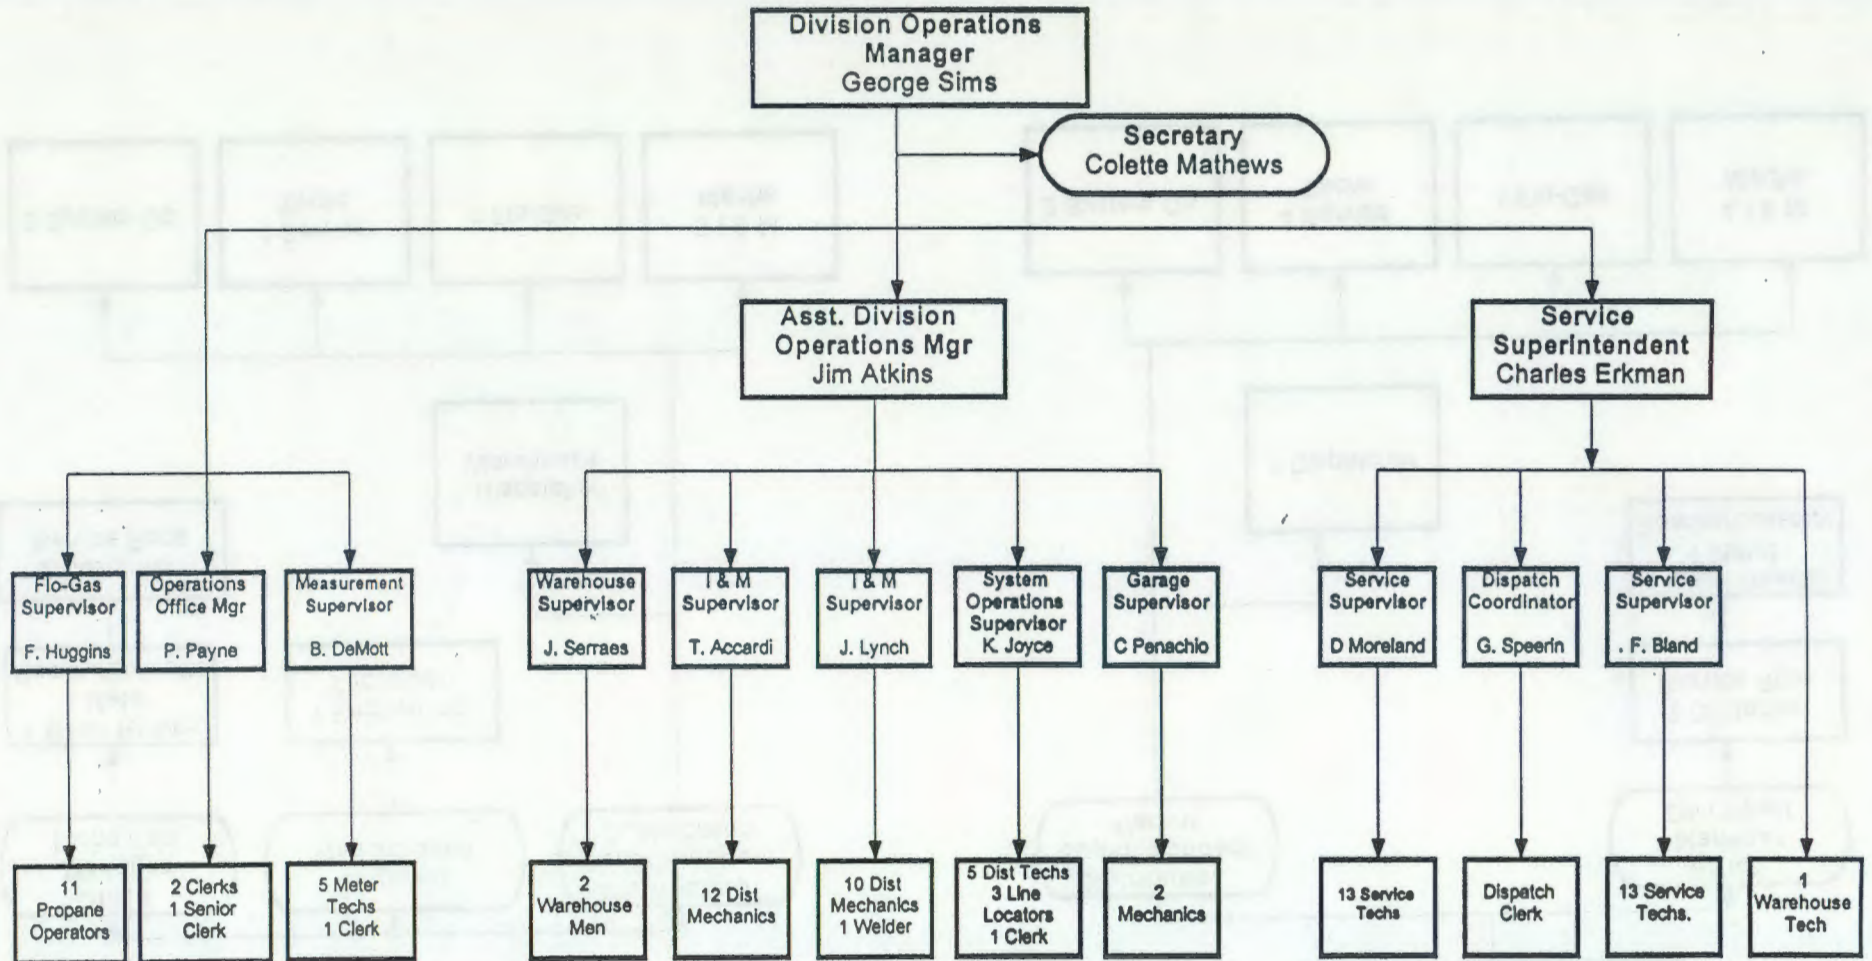 Division Operations
Manager
George Sims
Secretary
Colette Mathews
Asst. Division
Operations Mgr
Jim Atkins
Service
Superintendent
Charles Erkman
Flo-Gas
Supervisor
F. Huggins
Operations
Office Mgr
P. Payne
Measurement
Supervisor
B. DeMott
Warehouse
Supervisor
J. Serraes
I & M
Supervisor
T. Accardi
I & M
Supervisor
J. Lynch
System
Operations
Supervisor
K. Joyce
Garage
Supervisor
C Penachio
Service
Supervisor
D Moreland
Dispatch
Coordinator
G. Speerin
Service
Supervisor
. F. Bland
11
Propane
Operators
2 Clerks
1 Senior
Clerk
5 Meter
Techs
1 Clerk
2
Warehouse
Men
12 Dist
Mechanics
10 Dist
Mechanics
1 Welder
5 Dist Techs
3 Line
Locators
1 Clerk
2
Mechanics
13 Service
Techs
Dispatch
Clerk
13 Service
Techs.
1
Warehouse
Tech